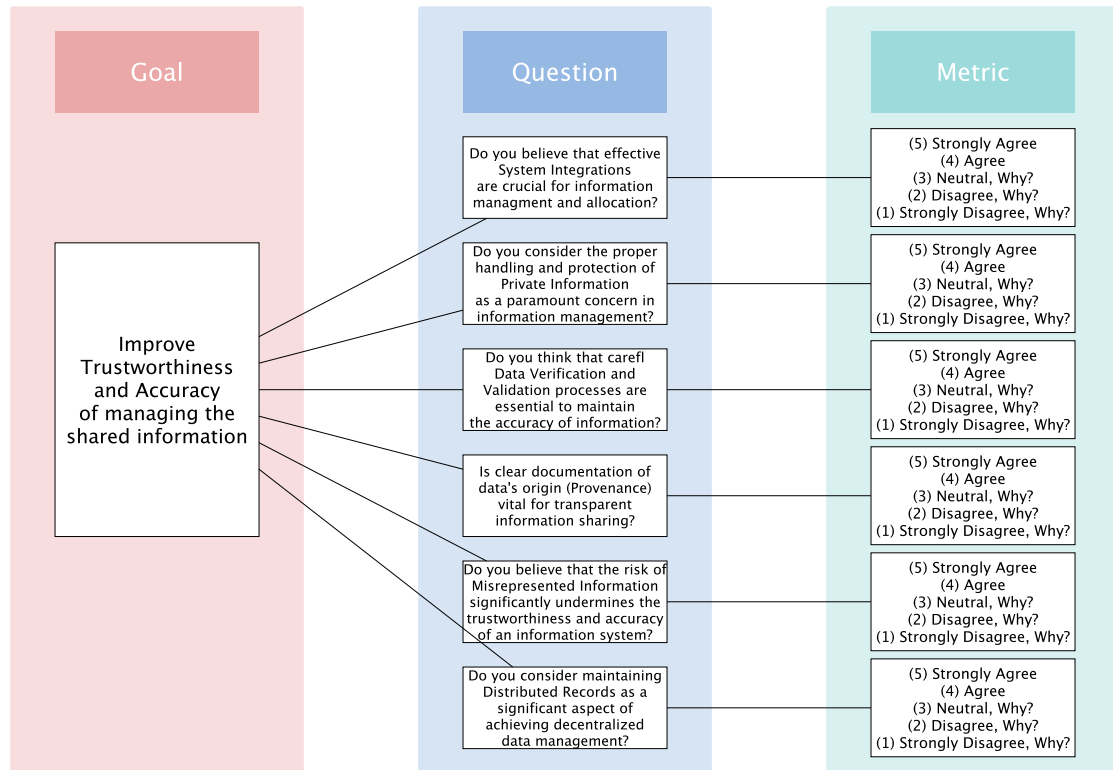 Goal
Question
Metric
Improve
Trustworthiness
and Accuracy
of managing the
shared information
Do you believe that effective
System Integrations
are crucial for information
managment and allocation?
(5) Strongly Agree
(4) Agree
(3) Neutral, Why?
(2) Disagree, Why?
(1) Strongly Disagree, Why?
Do you consider the proper
handling and protection of
Private Information
as a paramount concern in
information management?
(5) Strongly Agree
(4) Agree
(3) Neutral, Why?
(2) Disagree, Why?
(1) Strongly Disagree, Why?
Do you think that carefl
Data Verification and
Validation processes are
essential to maintain
the accuracy of information?
(5) Strongly Agree
(4) Agree
(3) Neutral, Why?
(2) Disagree, Why?
(1) Strongly Disagree, Why?
Is clear documentation of
data's origin (Provenance)
vital for transparent
information sharing?
(5) Strongly Agree
(4) Agree
(3) Neutral, Why?
(2) Disagree, Why?
(1) Strongly Disagree, Why?
Do you believe that the risk of
Misrepresented Information
significantly undermines the
trustworthiness and accuracy
of an information system?
(5) Strongly Agree
(4) Agree
(3) Neutral, Why?
(2) Disagree, Why?
(1) Strongly Disagree, Why?
Do you consider maintaining
Distributed Records as a
significant aspect of
achieving decentralized
data management?
(5) Strongly Agree
(4) Agree
(3) Neutral, Why?
(2) Disagree, Why?
(1) Strongly Disagree, Why?